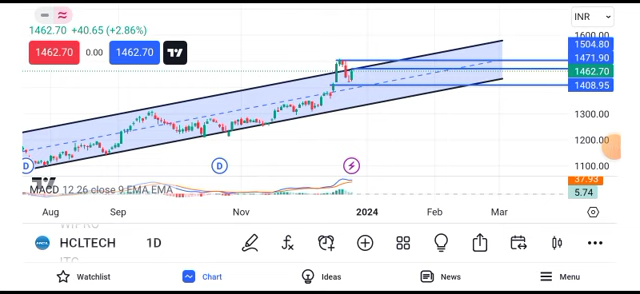 INR
1462.70 +40.65 (+2.86%)
1462.70 0.00 1462.70
1600.00
1504.80
1471.90
1462.70
1408.95
1300.00
1200.00
1100.00
D D
MACD 12 26 close 9 EMA EMA
37.93
5.74
Aug Sep Nov 2024 Feb Mar
WIPRO
HCLTECH 1D
ITC
Watchlist Chart Ideas News Menu